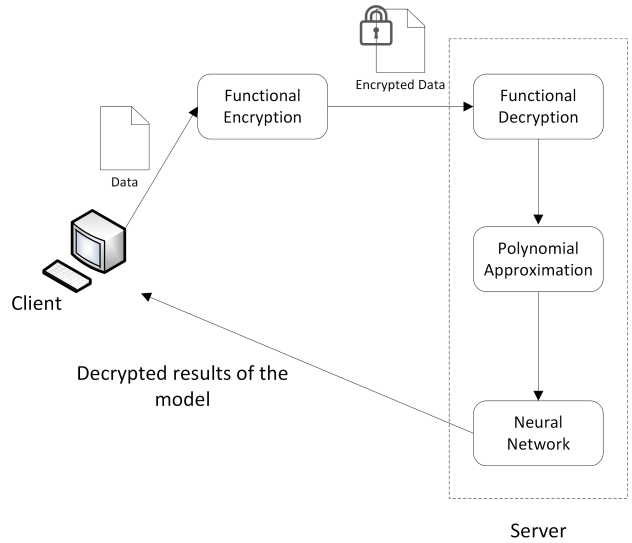 Functional
Encryption
Encrypted Data
Functional
Decryption
Data
Client
Polynomial
Approximation
Decrypted results of the
model
Neural
Network
Server